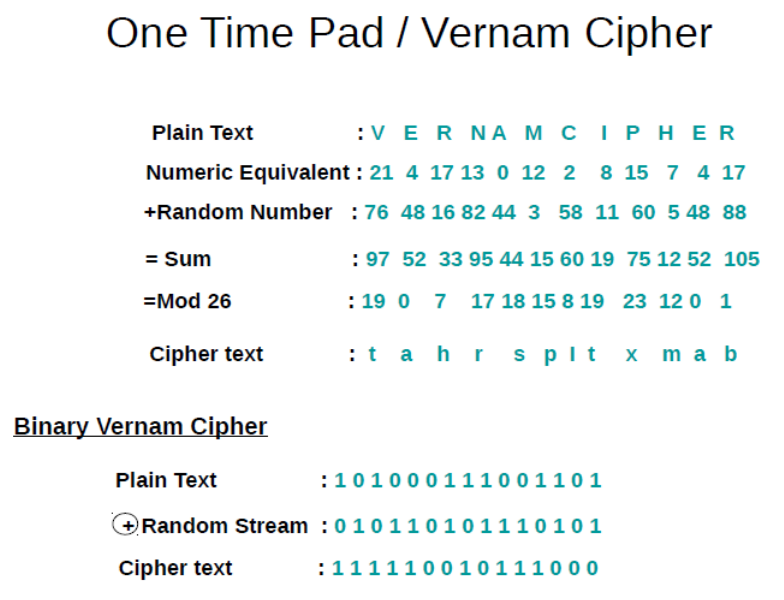 One Time Pad / Vernam Cipher
Plain Text : V E R N A M C I P H E R
Numeric Equivalent : 21 4 17 13 0 12 2 8 15 7 4 17
+Random Number : 76 48 16 82 44 3 58 11 60 5 48 88
= Sum : 97 52 33 95 44 15 60 19 75 12 52 105
=Mod 26 : 19 0 7 17 18 15 8 19 23 12 0 1
Cipher text : t a h r s p I t x m a b
Binary Vernam Cipher
Plain Text : 1 0 1 0 0 0 1 1 1 0 0 1 1 0 1
+ Random Stream : 0 1 0 1 1 0 1 0 1 1 1 0 1 0 1
Cipher text : 1 1 1 1 1 0 0 1 0 1 1 1 0 0 0